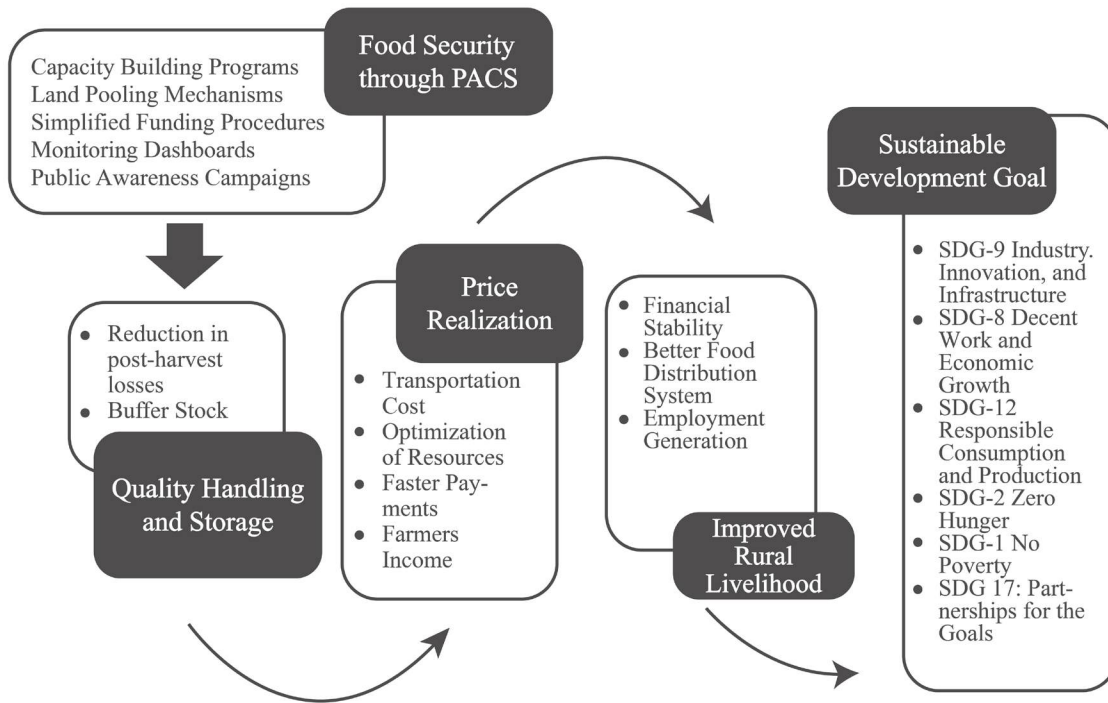 Food Security
through PACS
Capacity Building Programs
Land Pooling Mechanisms
Simplified Funding Procedures
Monitoring Dashboards
Public Awareness Campaigns
● Reduction in
post-harvest
losses
● Buffer Stock
Quality Handling
and Storage
Price
Realization
● Transportation
Cost
● Optimization
of Resources
● Faster Pay-
ments
● Farmers
Income
● Financial
Stability
● Better Food
Distribution
System
● Employment
Generation
Improved
Rural
Livelihood
Sustainable
Development Goal
● SDG-9 Industry.
Innovation, and
Infrastructure
● SDG-8 Decent
Work and
Economic
Growth
● SDG-12
Responsible
Consumption
and Production
● SDG-2 Zero
Hunger
● SDG-1 No
Poverty
● SDG 17: Part-
nerships for the
Goals